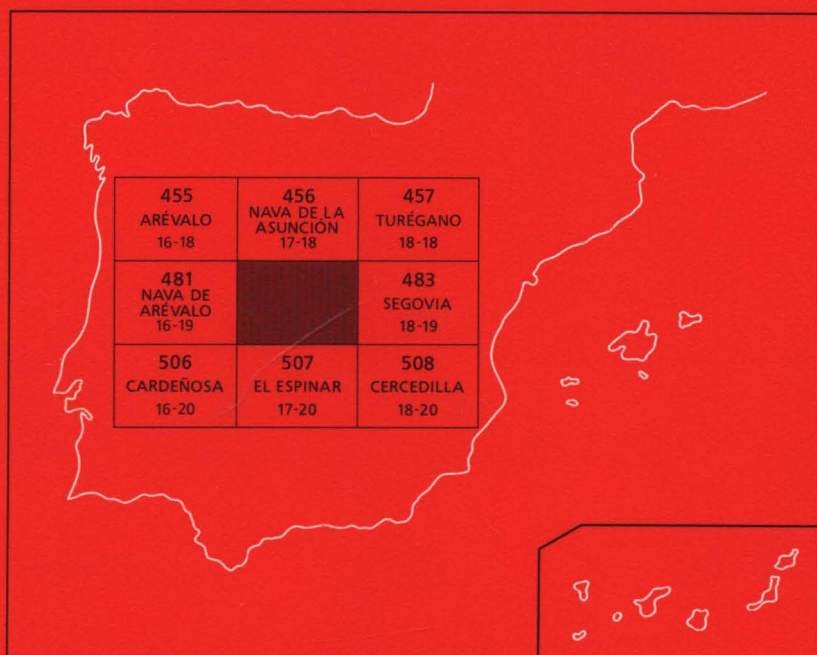 455
ARÉVALO
16-18
456
NAVA DE LA
ASUNCIÓN
17-18
457
TURÉGANO
18-18
481
NAVA DE
ARÉVALO
16-19
483
SEGOVIA
18-19
506
CARDEÑOSA
16-20
507
EL ESPINAR
17-20
508
CERCEDILLA
18-20